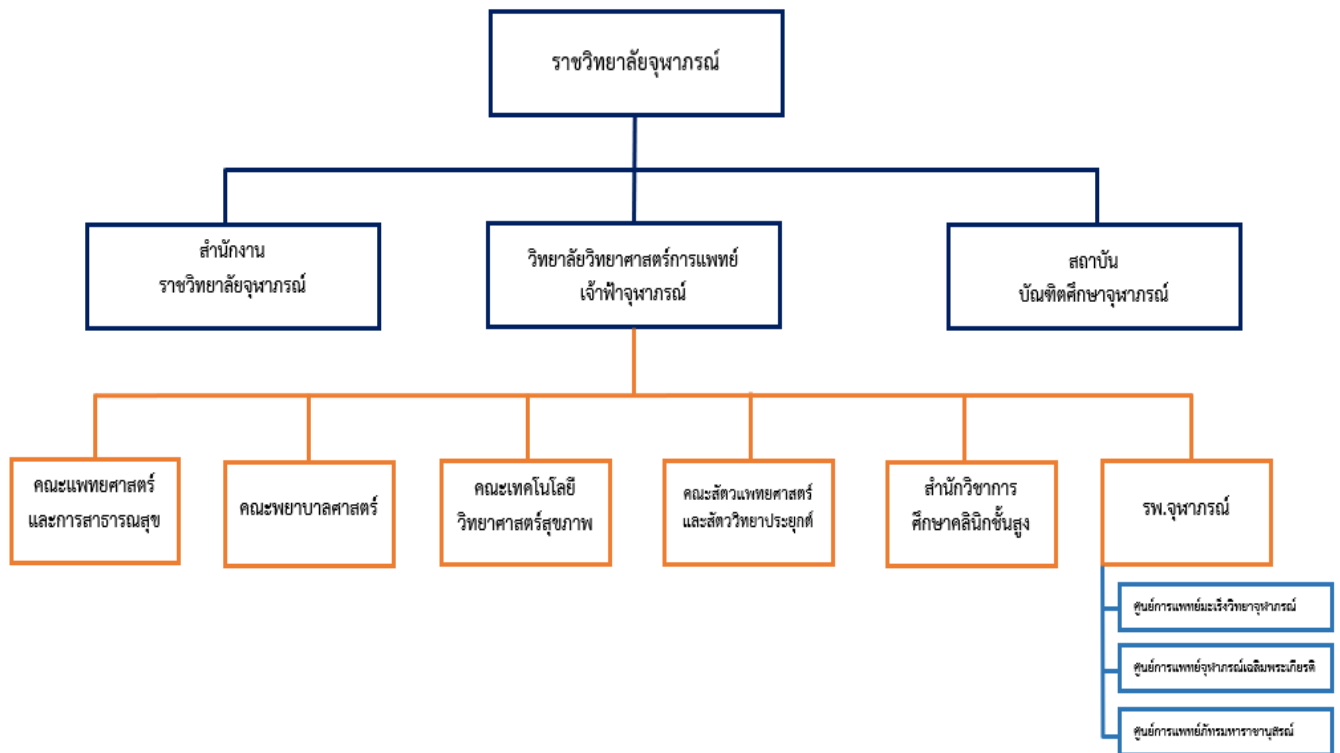 ราชวิทยาลัยจุฬาภรณ์
สำนักงาน
ราชวิทยาลัยจุฬาภรณ์
วิทยาลัยวิทยาศาสตร์การแพทย์
เจ้าฟ้าจุฬาภรณ์
สถาบัน
บัณฑิตศึกษาจุฬาภรณ์
คณะแพทยศาสตร์
และการสาธารณสุข
คณะพยาบาลศาสตร์
คณะเทคโนโลยี
วิทยาศาสตร์สุขภาพ
คณะสัตวแพทยศาสตร์
และสัตววิทยาประยุกต์
สำนักวิชาการ
ศึกษาคลินิกชั้นสูง
รพ.จุฬาภรณ์
ศูนย์การแพทย์มะเร็งวิทยาจุฬาภรณ์
ศูนย์การแพทย์จุฬาภรณ์เฉลิมพระเกียรติ
ศูนย์การแพทย์ภัทรมหาราชานุสรณ์